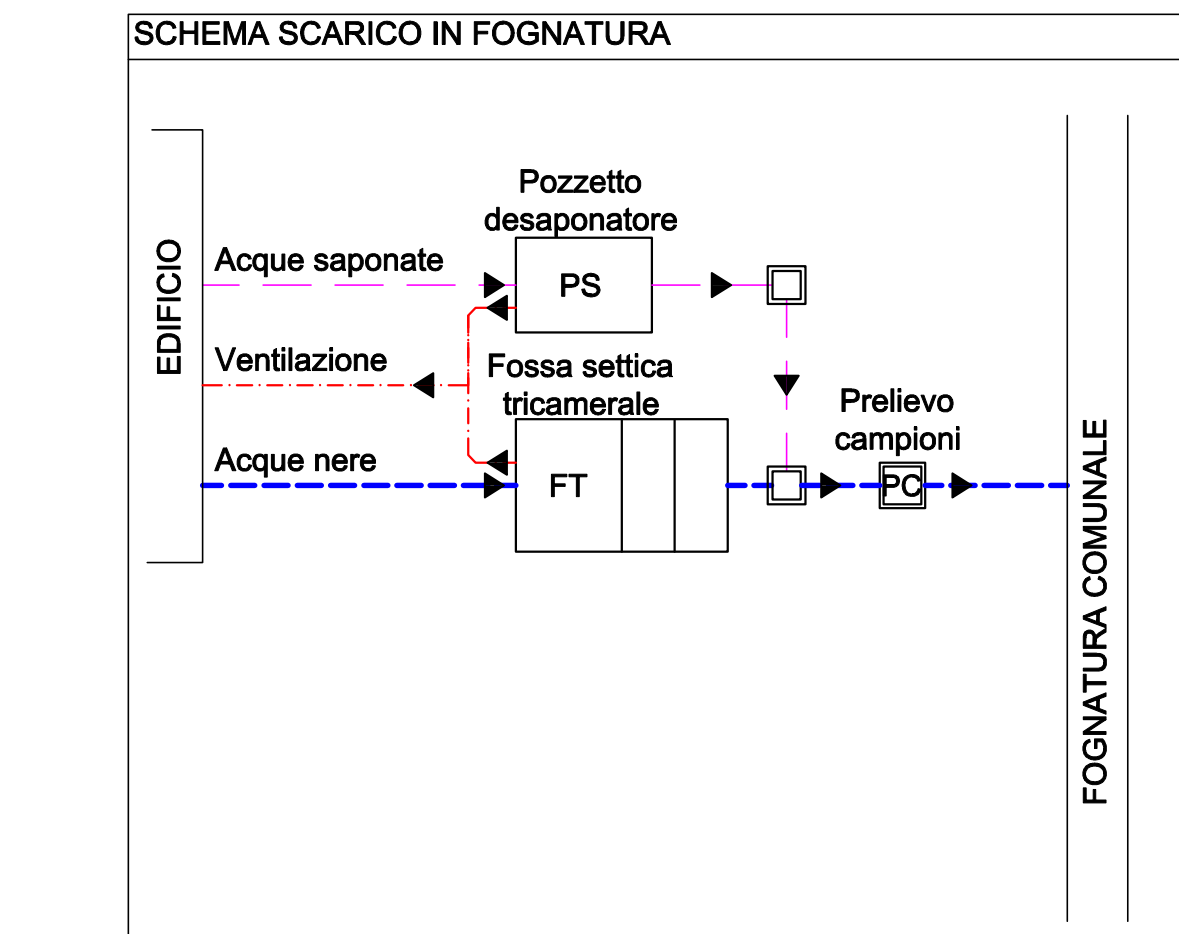 SCHEMA SCARICO IN FOGNATURA
EDIFICIO
Pozzetto
desaponatore
Acque saponate
PS
Ventilazione
Fossa settica
tricamerale
Acque nere
FT
Prelievo
campioni
PC
FOGNATURA COMUNALE